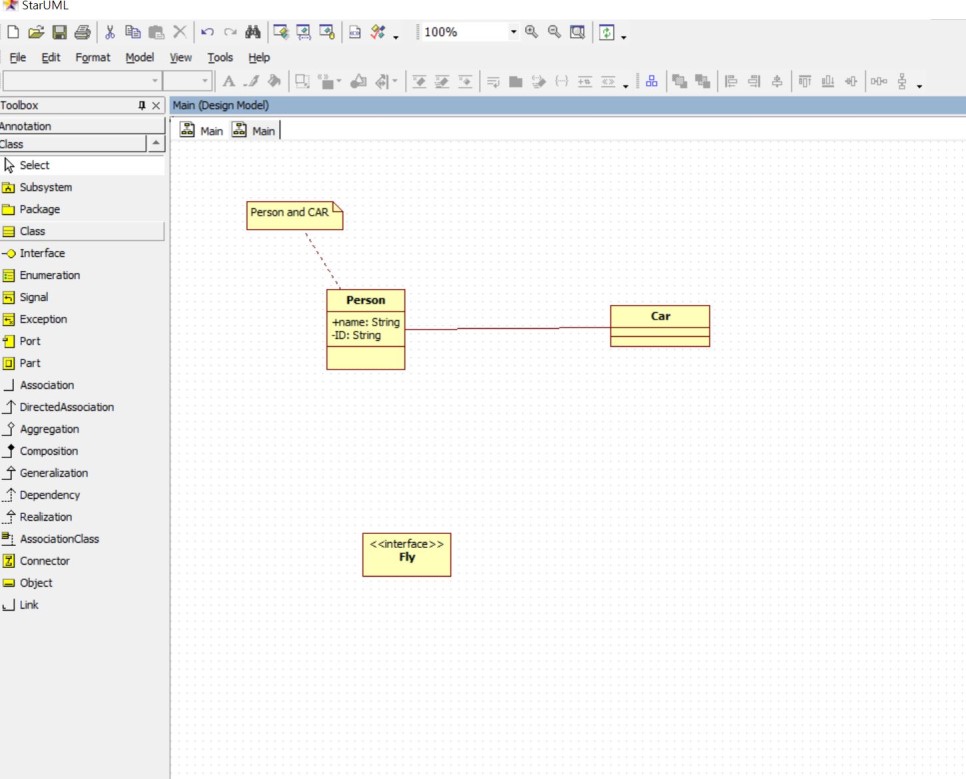 StarUML
100%
File Edit Format Model View Tools Help
Toolbox
Main (Design Model)
Annotation
Class
Main Main
Select
Subsystem
Package
Class
Interface
Enumeration
Signal
Exception
Port
Part
Association
DirectedAssociation
Aggregation
Composition
Generalization
Dependency
Realization
AssociationClass
Connector
Object
Link
Person and CAR
Person
+name: String
-ID: String
Car
<<interface>>
Fly